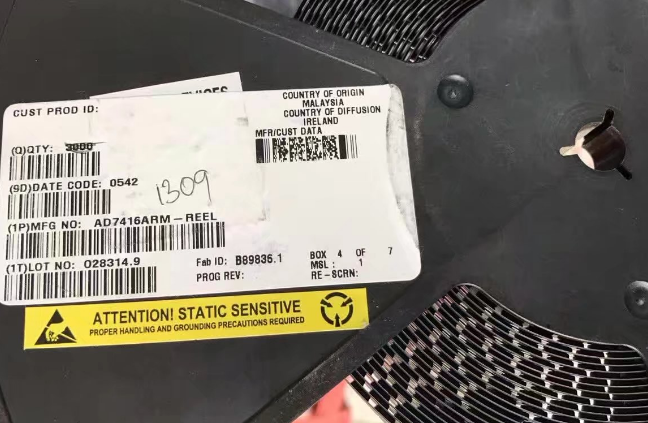 CUST PROD ID:
COUNTRY OF ORIGIN
MALAYSIA
COUNTRY OF DIFFUSION
IRELAND
MFR/CUST DATA
(Q)QTY: 3000
(9D)DATE CODE: 0542
1309
(1P)MFG NO: AD7416ARM-REEL
(1T)LOT NO: 028314.9
Fab ID: B89836.1
BOX 4 OF 7
PROG REV:
MSL: 1
RE-SCRN:
ATTENTION! STATIC SENSITIVE
PROPER HANDLING AND GROUNDING PRECAUTIONS REQUIRED